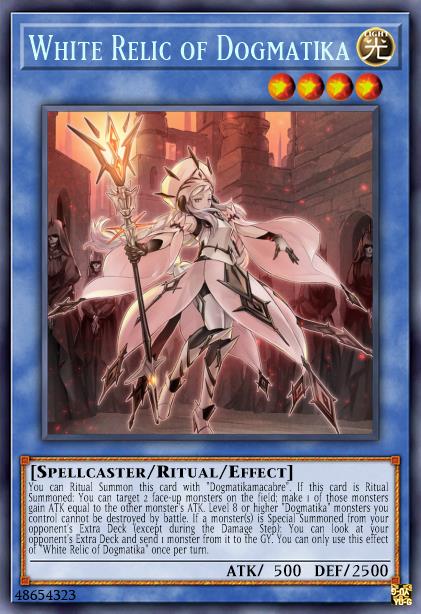 White Relic of Dogmatika
LIGHT
光
[Spellcaster/Ritual/Effect]
You can Ritual Summon this card with "Dogmatikamacabre". If this card is Ritual
Summoned: You can target 2 face-up monsters on the field; make 1 of those monsters
gain ATK equal to the other monster's ATK. Level 8 or higher "Dogmatika" monsters you
control cannot be destroyed by battle. If a monster(s) is Special Summoned from your
opponent's Extra Deck (except during the Damage Step): You can look at your
opponent's Extra Deck and send 1 monster from it to the GY. You can only use this effect
of "White Relic of Dogmatika" once per turn.
ATK/ 500 DEF/2500
48654323